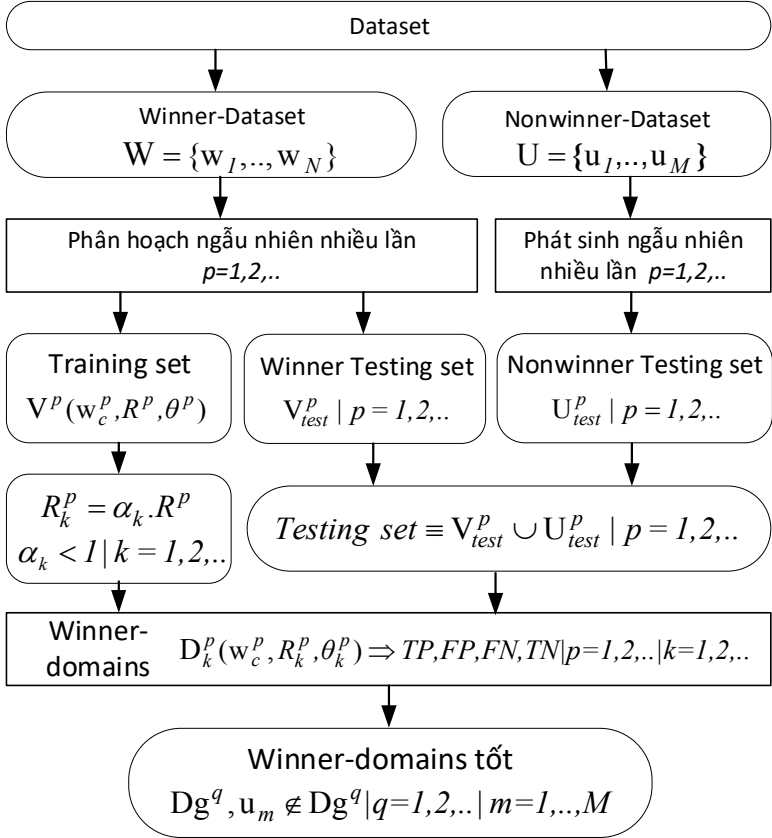 Dataset
Winner-Dataset
W = {w_1,..,w_N}
Nonwinner-Dataset
U = {u_1,..,u_M}
Phân hoạch ngẫu nhiên nhiều lần
p=1,2,..
Phát sinh ngẫu nhiên
nhiều lần p=1,2,..
Training set
V^p(w_c^p,R^p,θ^p)
Winner Testing set
V_test^p | p = 1,2,..
Nonwinner Testing set
U_test^p | p = 1,2,..
R_k^p = α_k.R^p
α_k < 1 | k = 1,2,..
Testing set ≡ V_test^p ∪ U_test^p | p = 1,2,..
Winner-
domains
D_k^p(w_c^p,R_k^p,θ_k^p) ⇒ TP,FP,FN,TN|p=1,2,..|k=1,2,..
Winner-domains tốt
Dg^q,u_m ∉ Dg^q|q=1,2,..| m=1,..,M